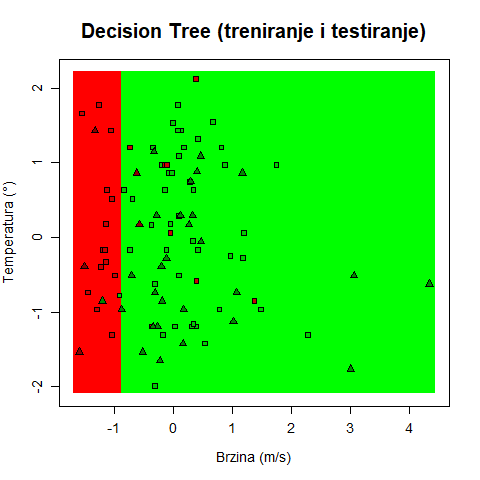 Decision Tree (treniranje i testiranje)
Temperatura (°)
2
1
0
-1
-2
-1 0 1 2 3 4
Brzina (m/s)